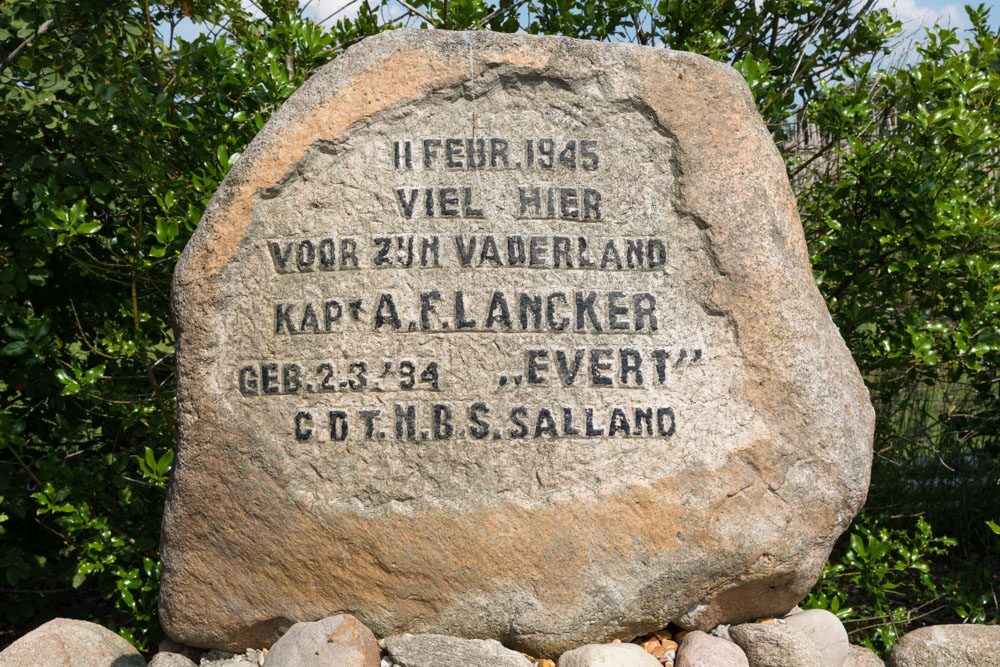 11 FEBR. 1945
VIEL HIER
VOOR ZIJN VADERLAND
KAPt A.F. LANCKER
GEB. 2.3.'94 „EVERT”
C D T. N.B.S. SALLAND